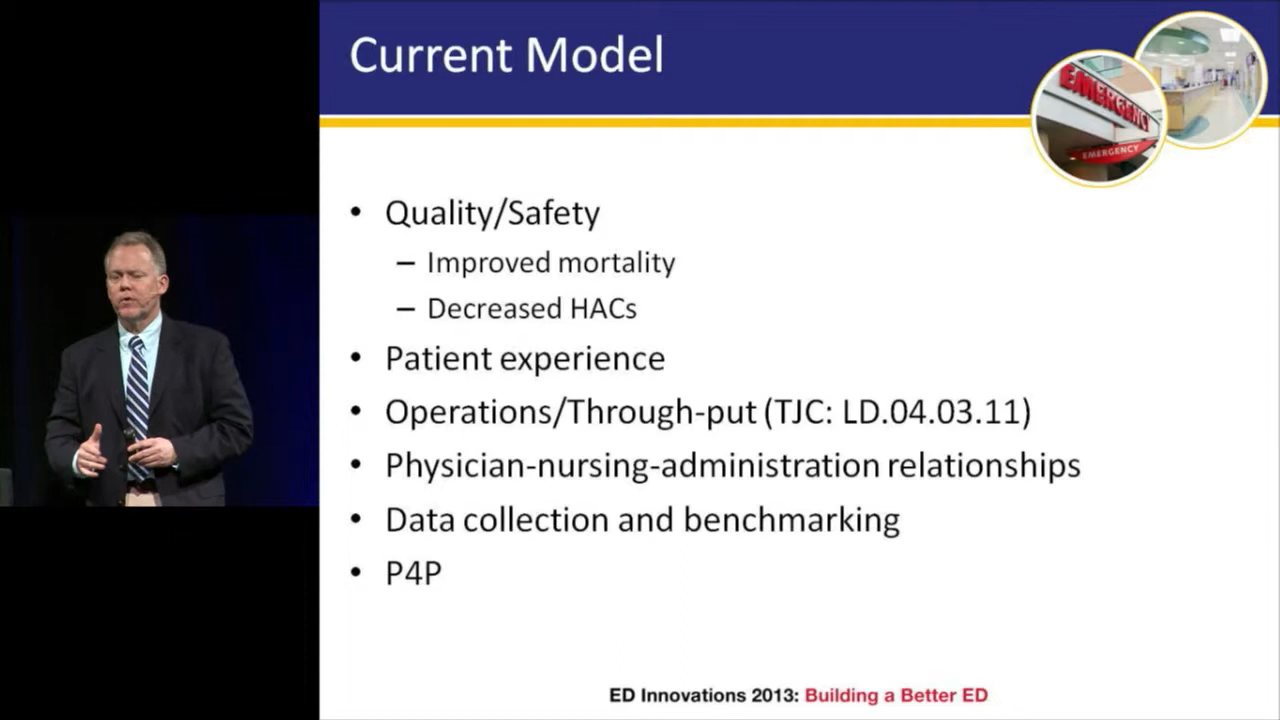 Current Model
EMERGENCY
EMERGENCY
• Quality/Safety
– Improved mortality
– Decreased HACs
• Patient experience
• Operations/Through-put (TJC: LD.04.03.11)
• Physician-nursing-administration relationships
• Data collection and benchmarking
• P4P
ED Innovations 2013: Building a Better ED